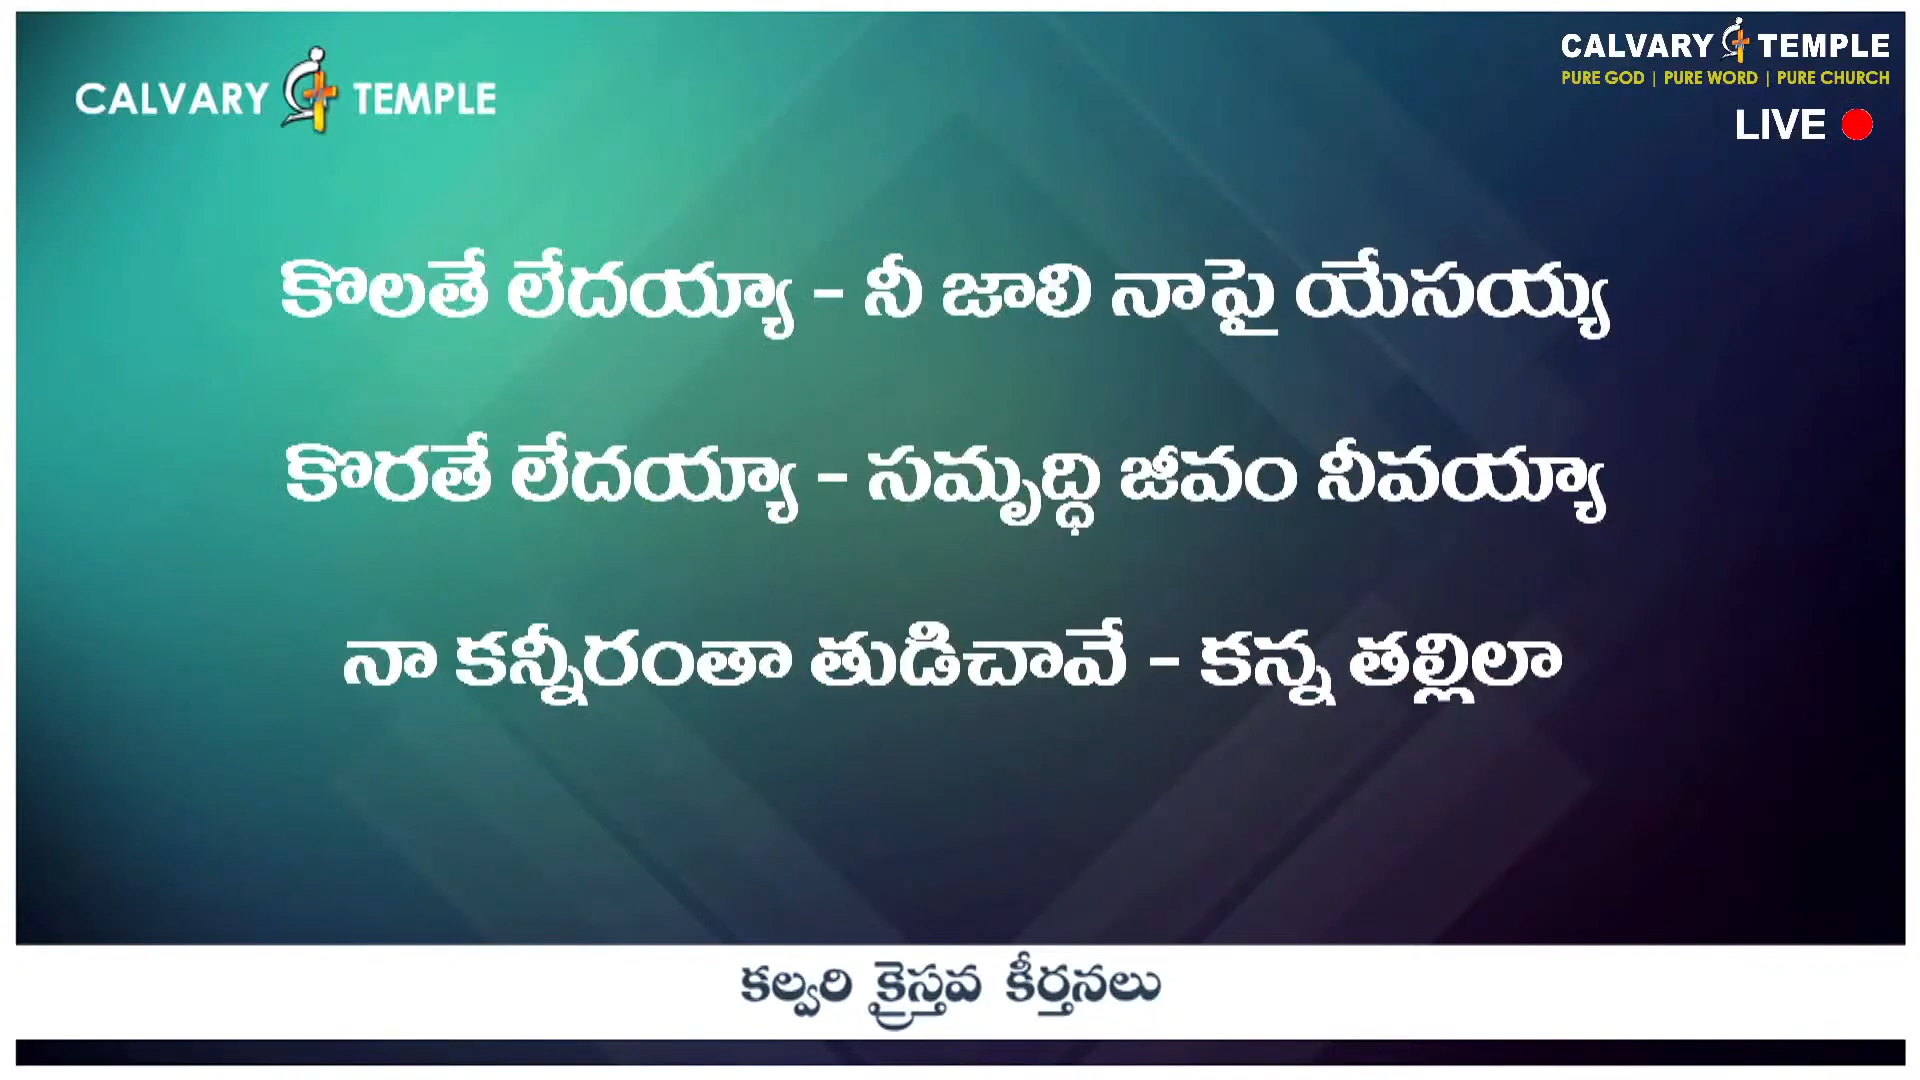 CALVARY TEMPLE
CALVARY TEMPLE
PURE GOD | PURE WORD | PURE CHURCH
LIVE
కొలతే లేదయ్యా - నీ జాలి నాపై యేసయ్య
కొరతే లేదయ్యా - సమృద్ధి జీవం నీవయ్యా
నా కన్నీరంతా తుడిచావే - కన్న తల్లిలా
కల్వరి క్రైస్తవ కీర్తనలు